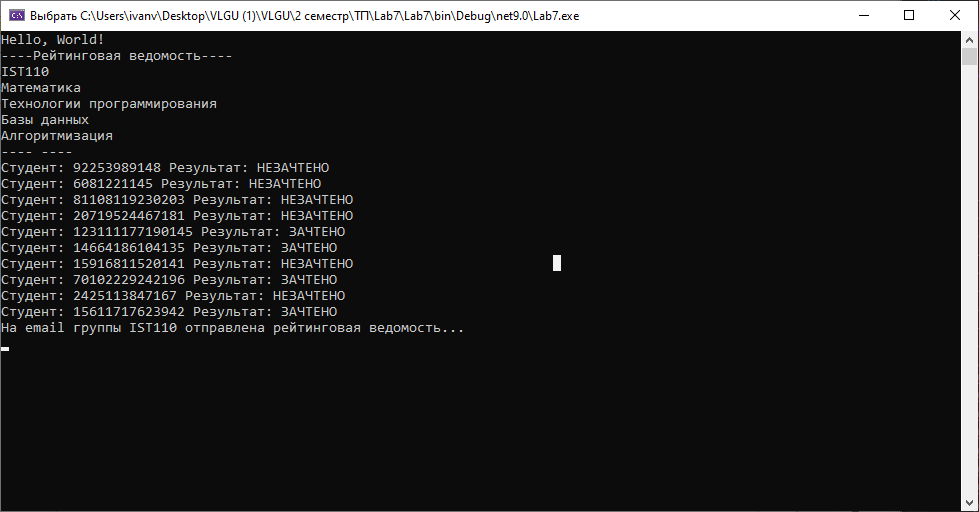 Выбрать C:\Users\ivanv\Desktop\VLGU (1)\VLGU\2 семестр\ТП\Lab7\Lab7\bin\Debug\net9.0\Lab7.exe
Hello, World!
----Рейтинговая ведомость----
IST110
Математика
Технологии программирования
Базы данных
Алгоритмизация
---- ----
Студент: 92253989148 Результат: НЕЗАЧТЕНО
Студент: 6081221145 Результат: НЕЗАЧТЕНО
Студент: 81108119230203 Результат: НЕЗАЧТЕНО
Студент: 20719524467181 Результат: НЕЗАЧТЕНО
Студент: 123111177190145 Результат: ЗАЧТЕНО
Студент: 14664186104135 Результат: ЗАЧТЕНО
Студент: 15916811520141 Результат: НЕЗАЧТЕНО
Студент: 70102229242196 Результат: ЗАЧТЕНО
Студент: 2425113847167 Результат: НЕЗАЧТЕНО
Студент: 15611717623942 Результат: ЗАЧТЕНО
На email группы IST110 отправлена рейтинговая ведомость...